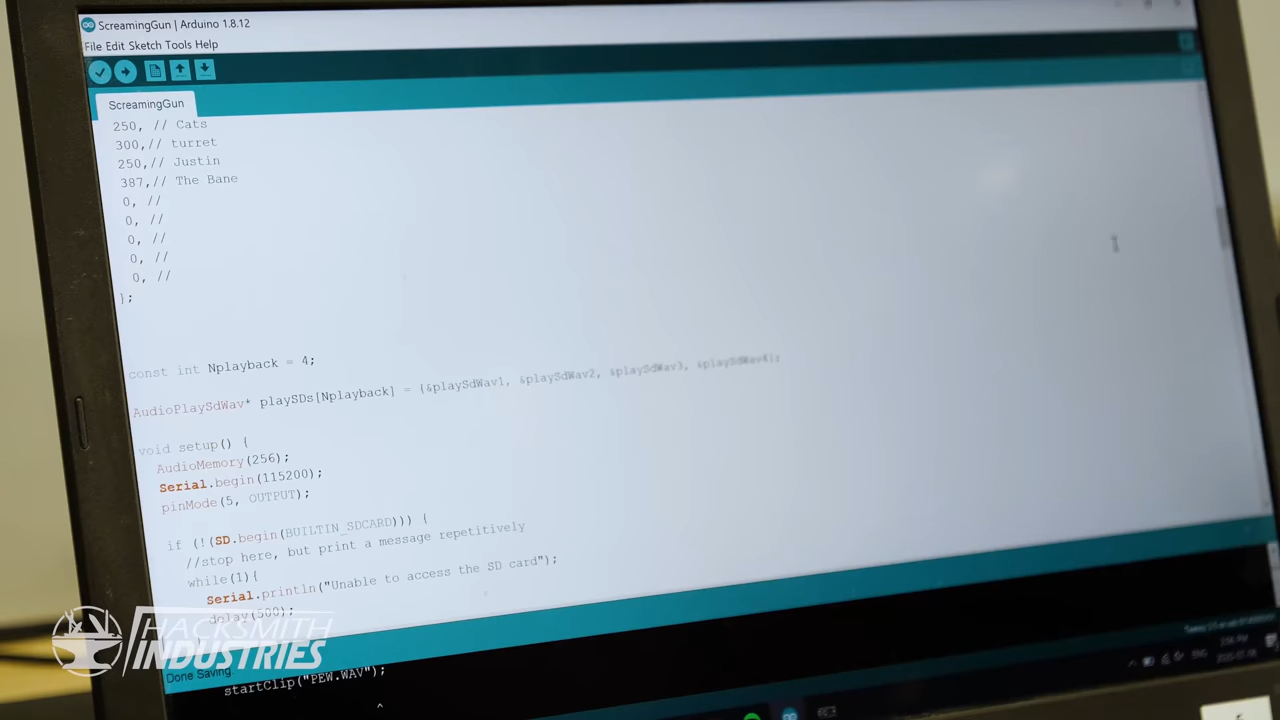 ScreamingGun | Arduino 1.8.12
File Edit Sketch Tools Help
ScreamingGun
250, // Cats
300,// turret
250,// Justin
387,// The Bane
0, //
0, //
0, //
0, //
0, //
};
const int Nplayback = 4;
AudioPlaySdWav* playSDs[Nplayback] = {&playSdWav1, &playSdWav2, &playSdWav3, &playSdWav4};
void setup() {
AudioMemory(256);
Serial.begin(115200);
pinMode(5, OUTPUT);
if (!(SD.begin(BUILTIN_SDCARD))) {
//stop here, but print a message repetitively
while(1){
Serial.println("Unable to access the SD card");
delay(500);
}
HACKSMITH
INDUSTRIES
Done Saving.
startClip("PEW.WAV");
^
ENG